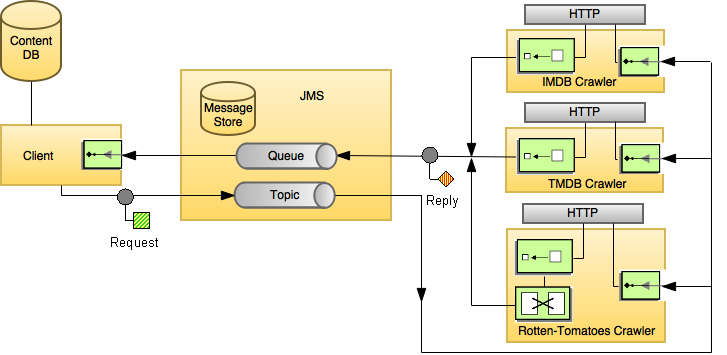 Content
DB
Client
Request
JMS
Message
Store
Queue
Topic
Reply
HTTP
IMDB Crawler
HTTP
TMDB Crawler
HTTP
Rotten-Tomatoes Crawler